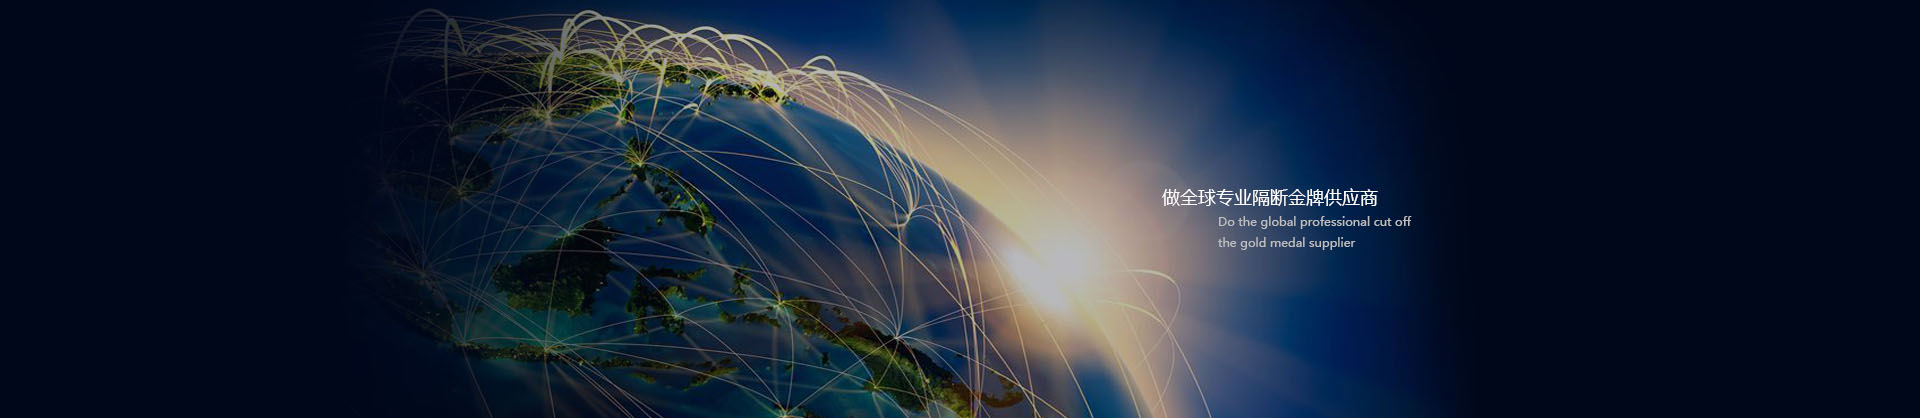 做全球专业隔断金牌供应商
Do the global professional cut off
the gold medal supplier